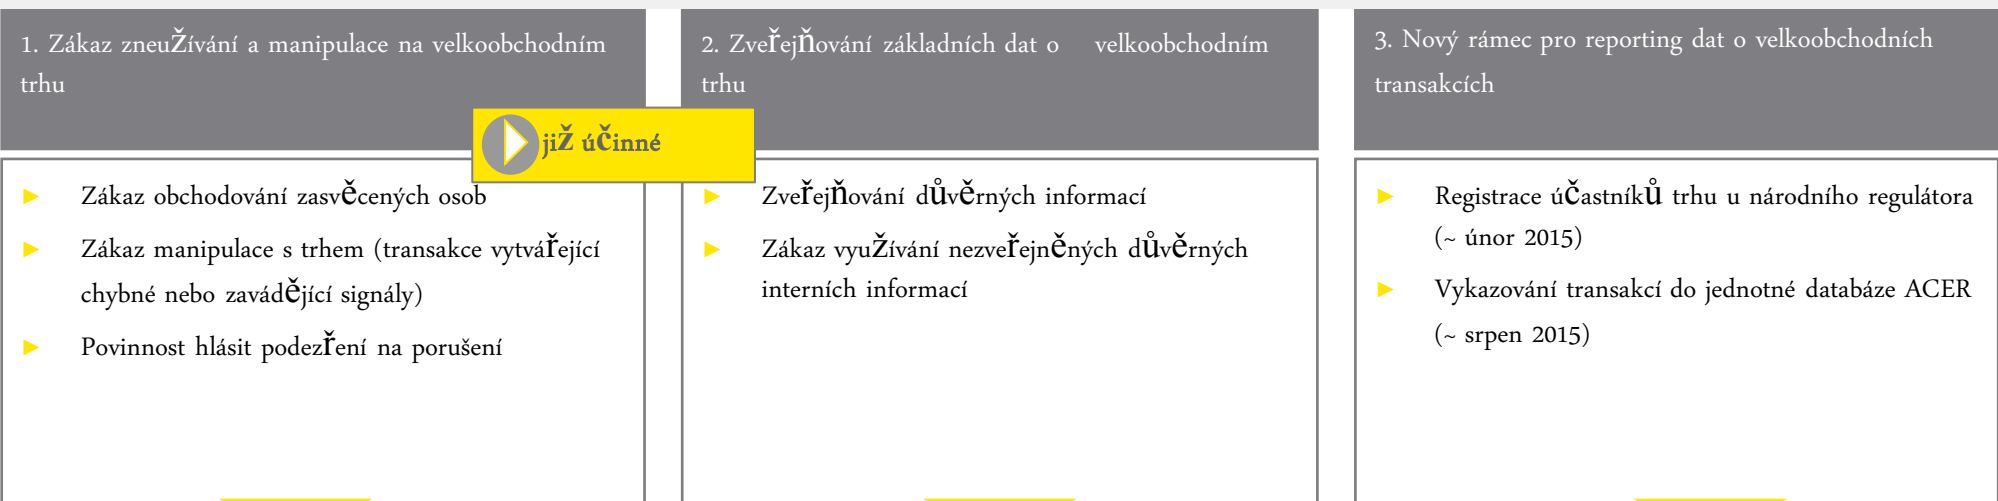 1. Zákaz zneužívání a manipulace na velkoobchodním
trhu
2. Zveřejňování základních dat o velkoobchodním
trhu
3. Nový rámec pro reporting dat o velkoobchodních
transakcích
již účinné
► Zákaz obchodování zasvěcených osob
► Zákaz manipulace s trhem (transakce vytvářející
chybné nebo zavádějící signály)
► Povinnost hlásit podezření na porušení
► Zveřejňování důvěrných informací
► Zákaz využívání nezveřejněných důvěrných
interních informací
► Registrace účastníků trhu u národního regulátora
(~ únor 2015)
► Vykazování transakcí do jednotné databáze ACER
(~ srpen 2015)